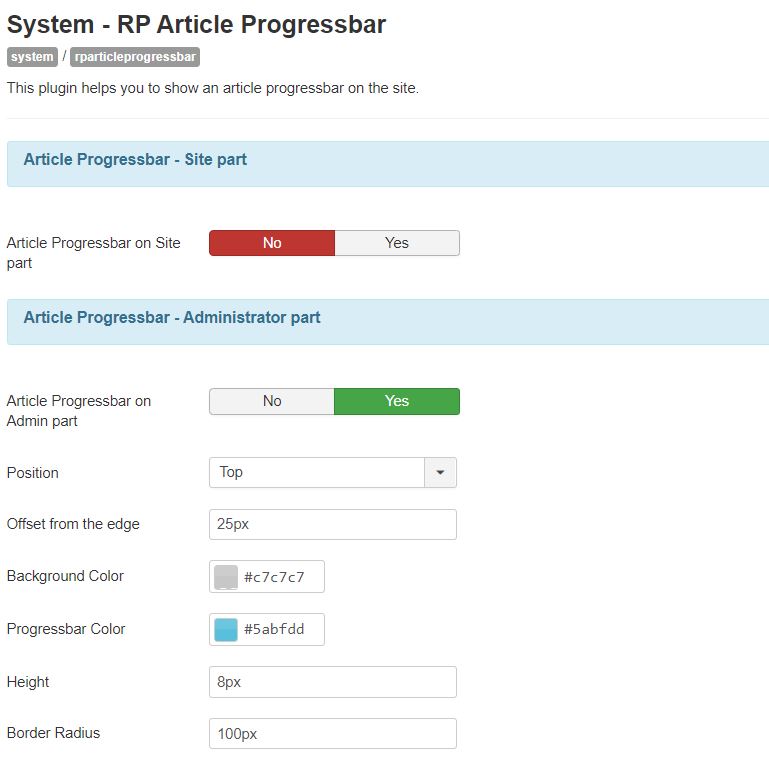 System - RP Article Progressbar
system / rparticleprogressbar
This plugin helps you to show an article progressbar on the site.
Article Progressbar - Site part
Article Progressbar on Site part
No Yes
Article Progressbar - Administrator part
Article Progressbar on Admin part
No Yes
Position
Top
Offset from the edge
25px
Background Color
#c7c7c7
Progressbar Color
#5abfdd
Height
8px
Border Radius
100px